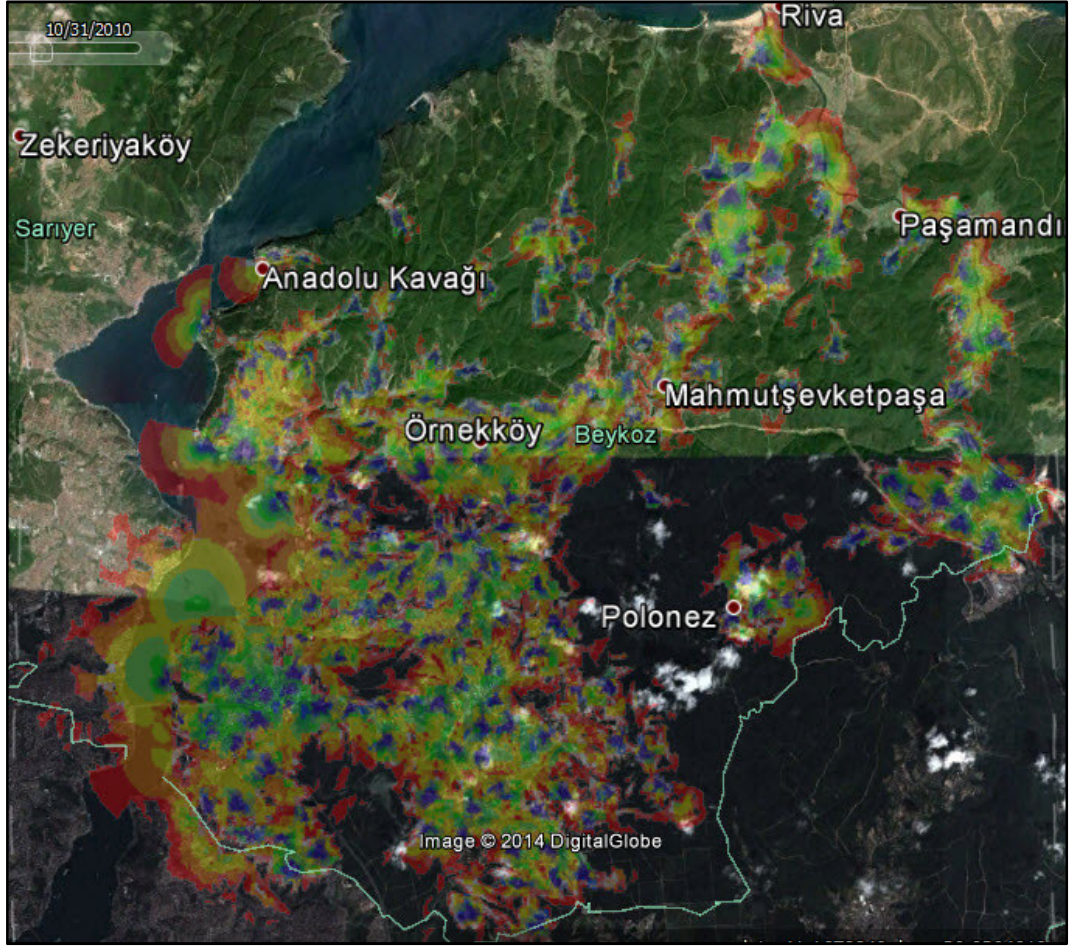 10/31/2010
Riva
Zekeriyaköy
Sarıyer
Paşamandı
Anadolu Kavağı
Mahmutşevketpaşa
Örnekköy
Beykoz
Polonez
Image © 2014 DigitalGlobe